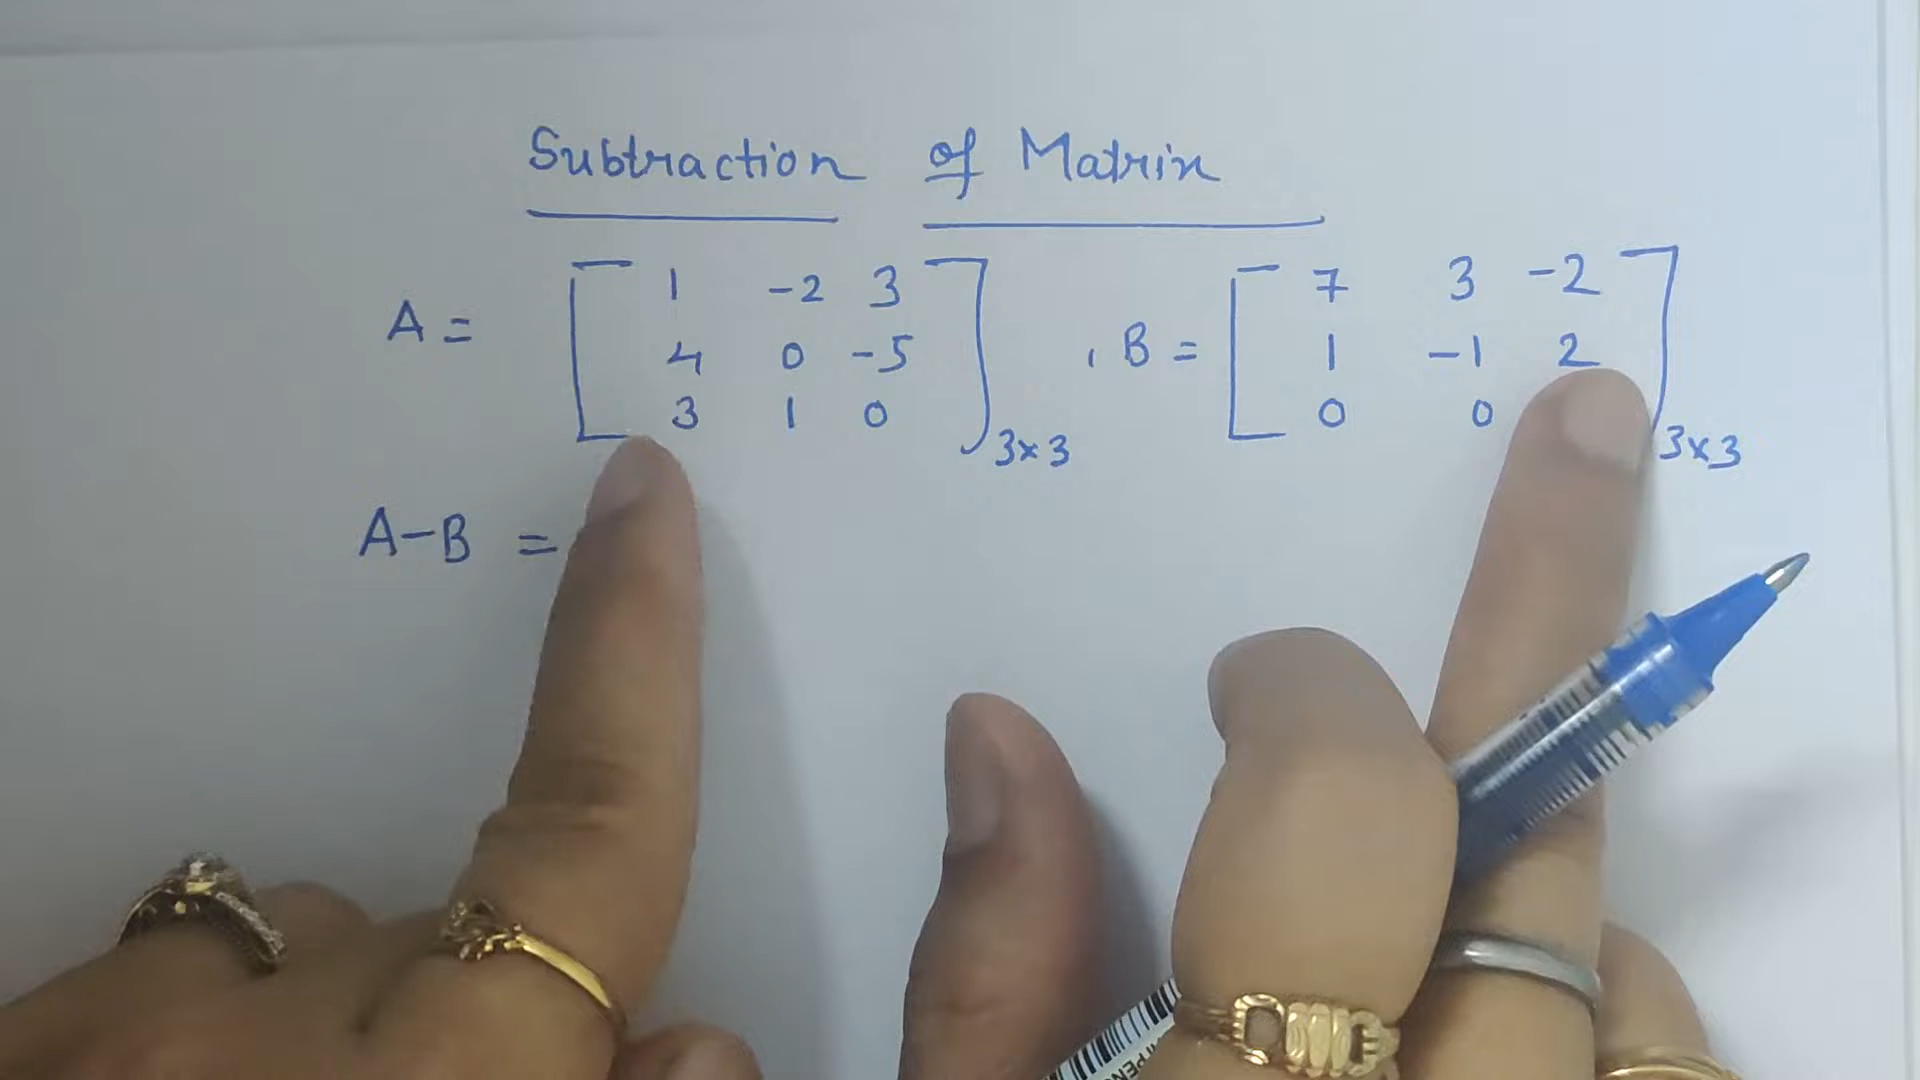 Subtraction of Matrix
A = [ 1 -2 3 ] , B = [ 7 3 -2 ]
4 0 -5 1 -1 2
3 1 0 3×3 0 0 3×3
A-B =